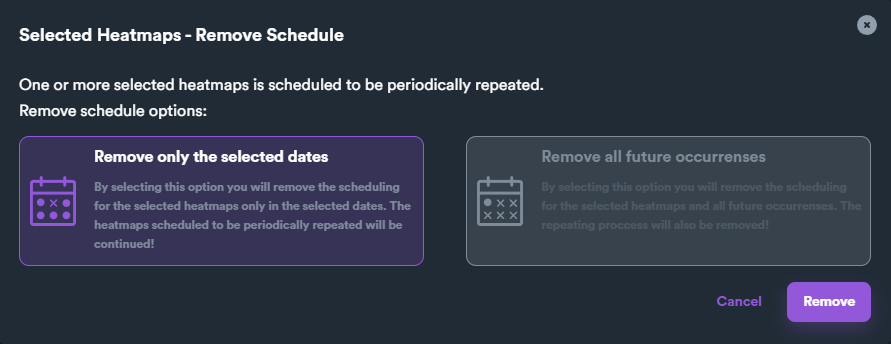 Selected Heatmaps - Remove Schedule
One or more selected heatmaps is scheduled to be periodically repeated.
Remove schedule options:
Remove only the selected dates
By selecting this option you will remove the scheduling
for the selected heatmaps only in the selected dates. The
heatmaps scheduled to be periodically repeated will be
continued!
Remove all future occurrenses
By selecting this option you will remove the scheduling
for the selected heatmaps and all future occurrenses. The
repeating proccess will also be removed!
Cancel
Remove